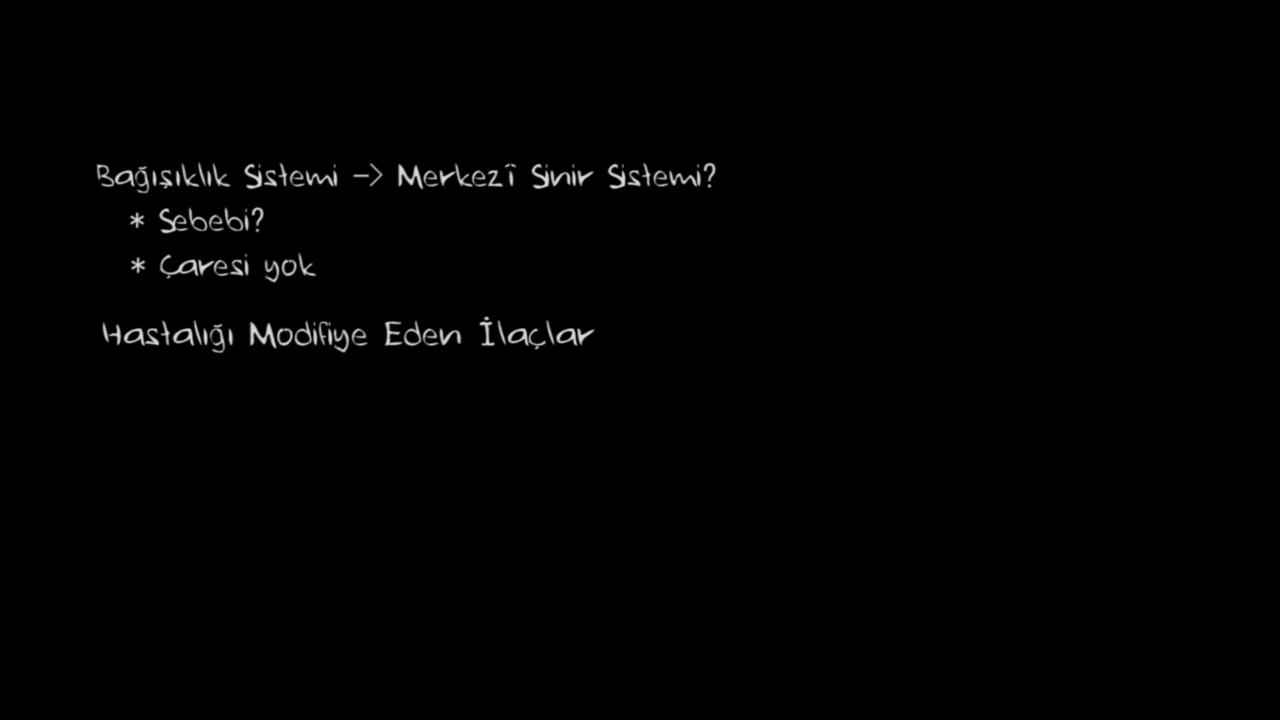 Bağışıklık Sistemi -> Merkezî Sinir Sistemi?
* Sebebi?
* Çaresi yok
Hastalığı Modifiye Eden İlaçlar